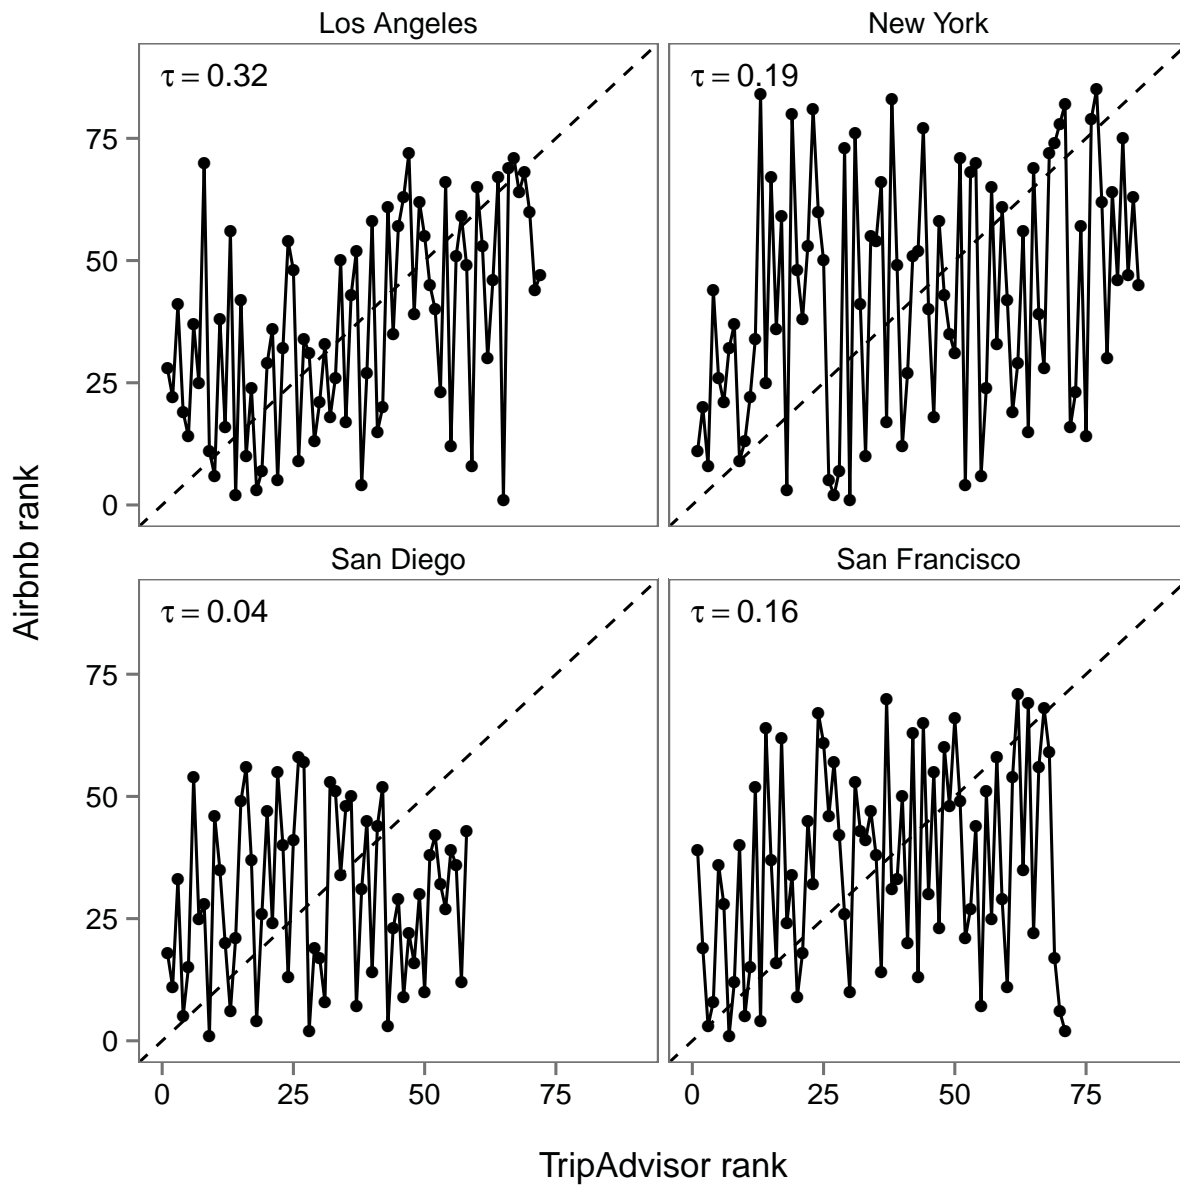 Los Angeles
New York
τ = 0.32
τ = 0.19
75
50
25
0
San Diego
San Francisco
τ = 0.04
τ = 0.16
75
50
25
0
0 25 50 75
0 25 50 75
Airbnb rank
TripAdvisor rank